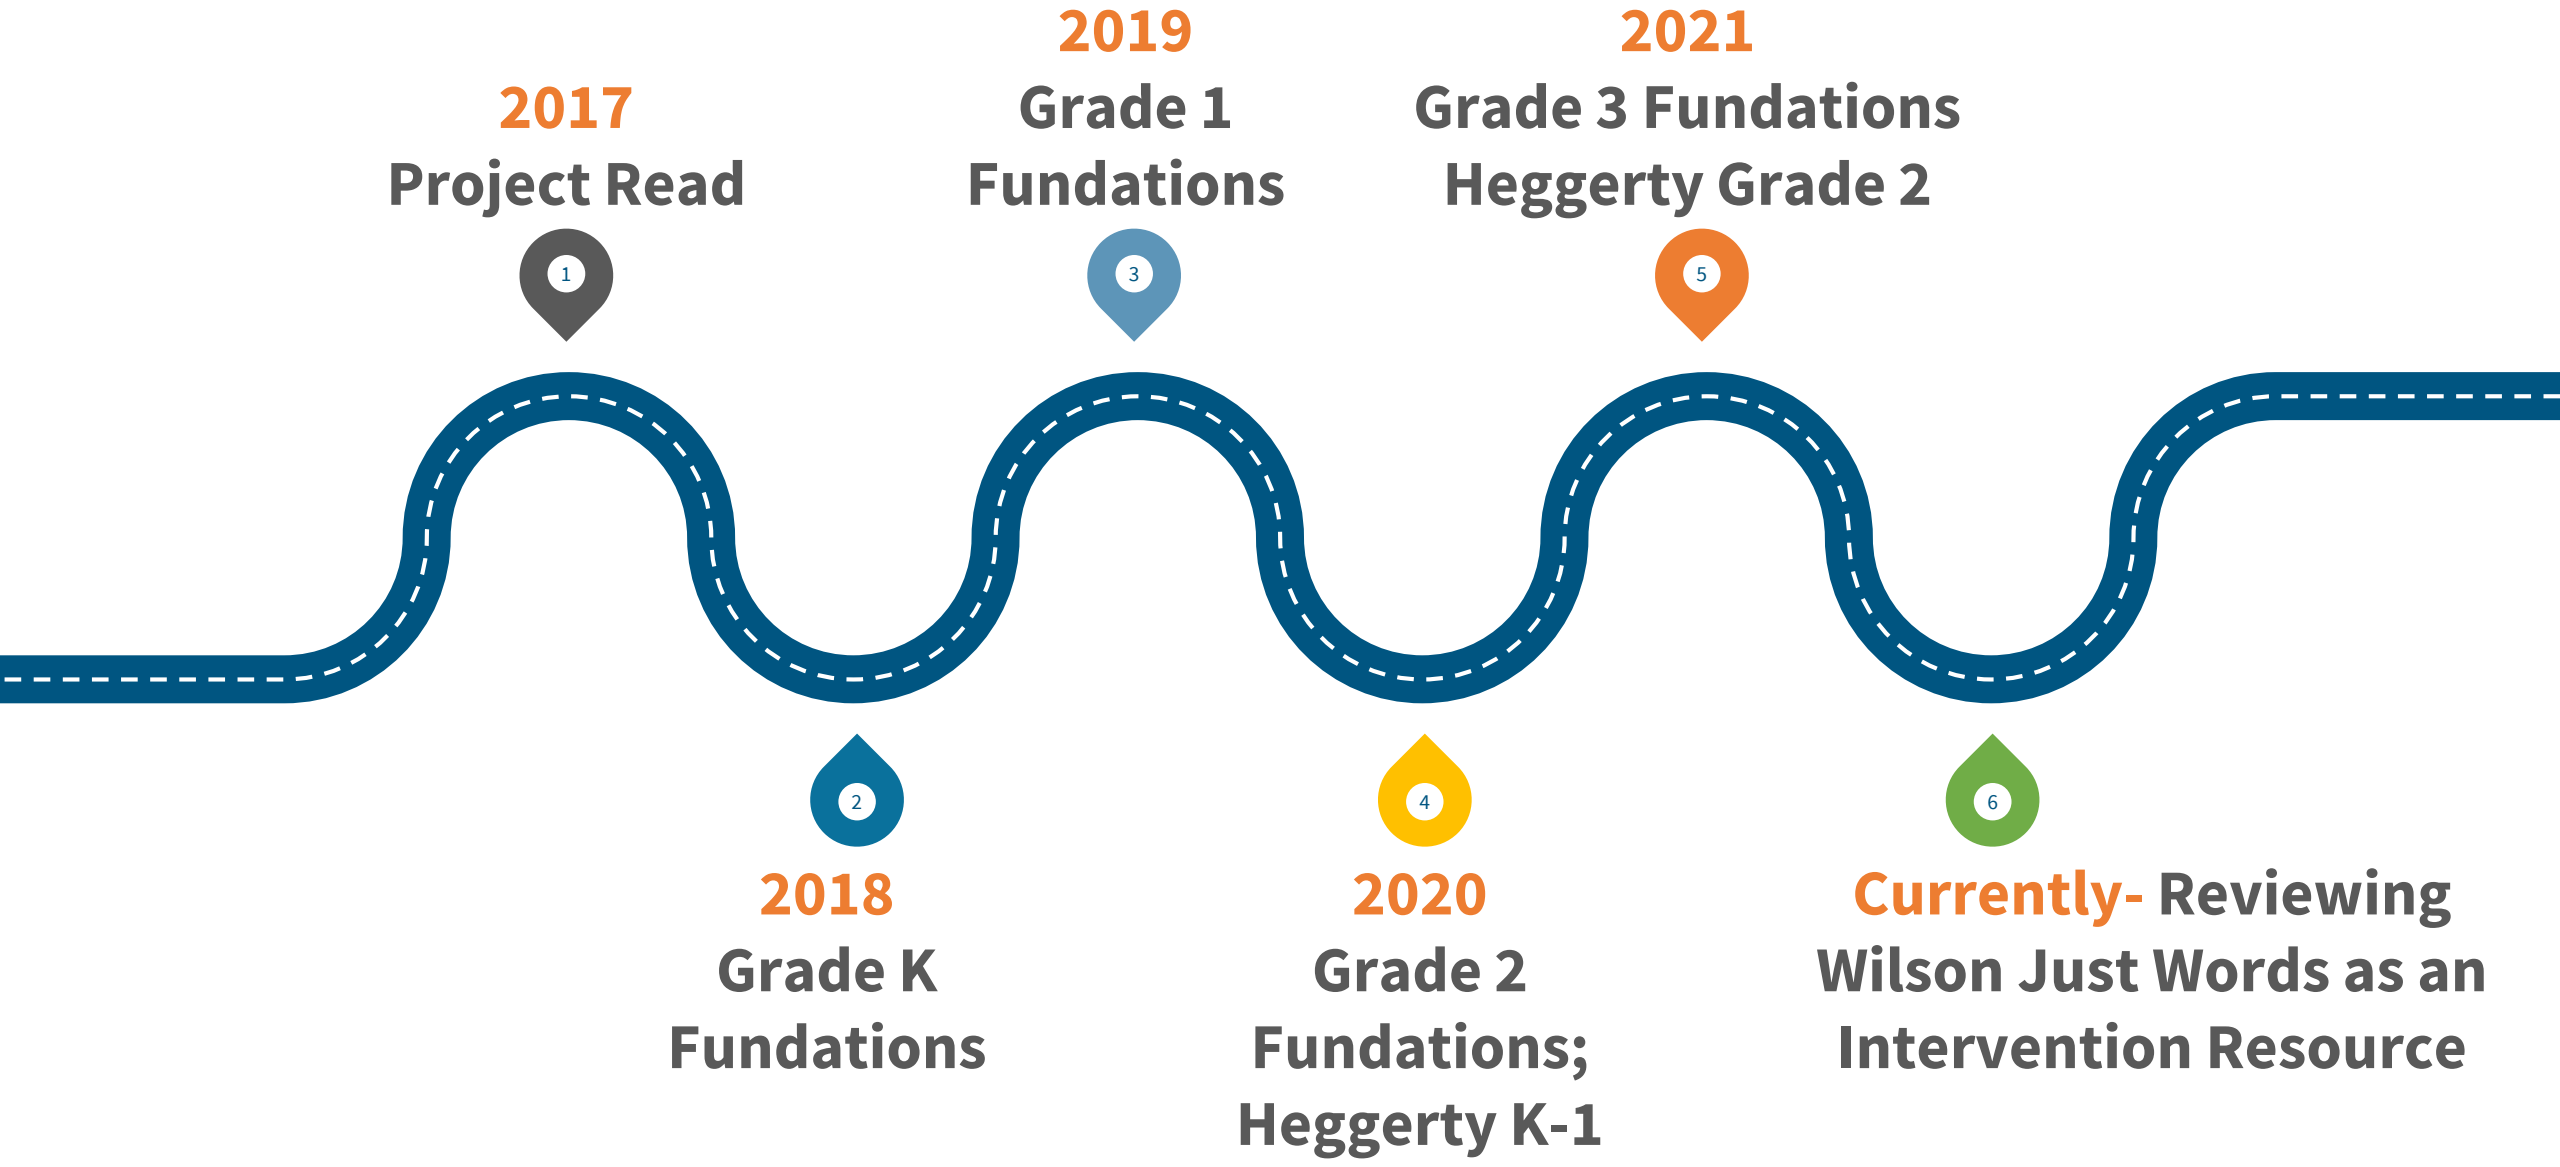 2017
Project Read
1
2
2018
Grade K
Fundations
2019
Grade 1
Fundations
3
4
2020
Grade 2
Fundations;
Heggerty K-1
2021
Grade 3 Fundations
Heggerty Grade 2
5
6
Currently- Reviewing
Wilson Just Words as an
Intervention Resource